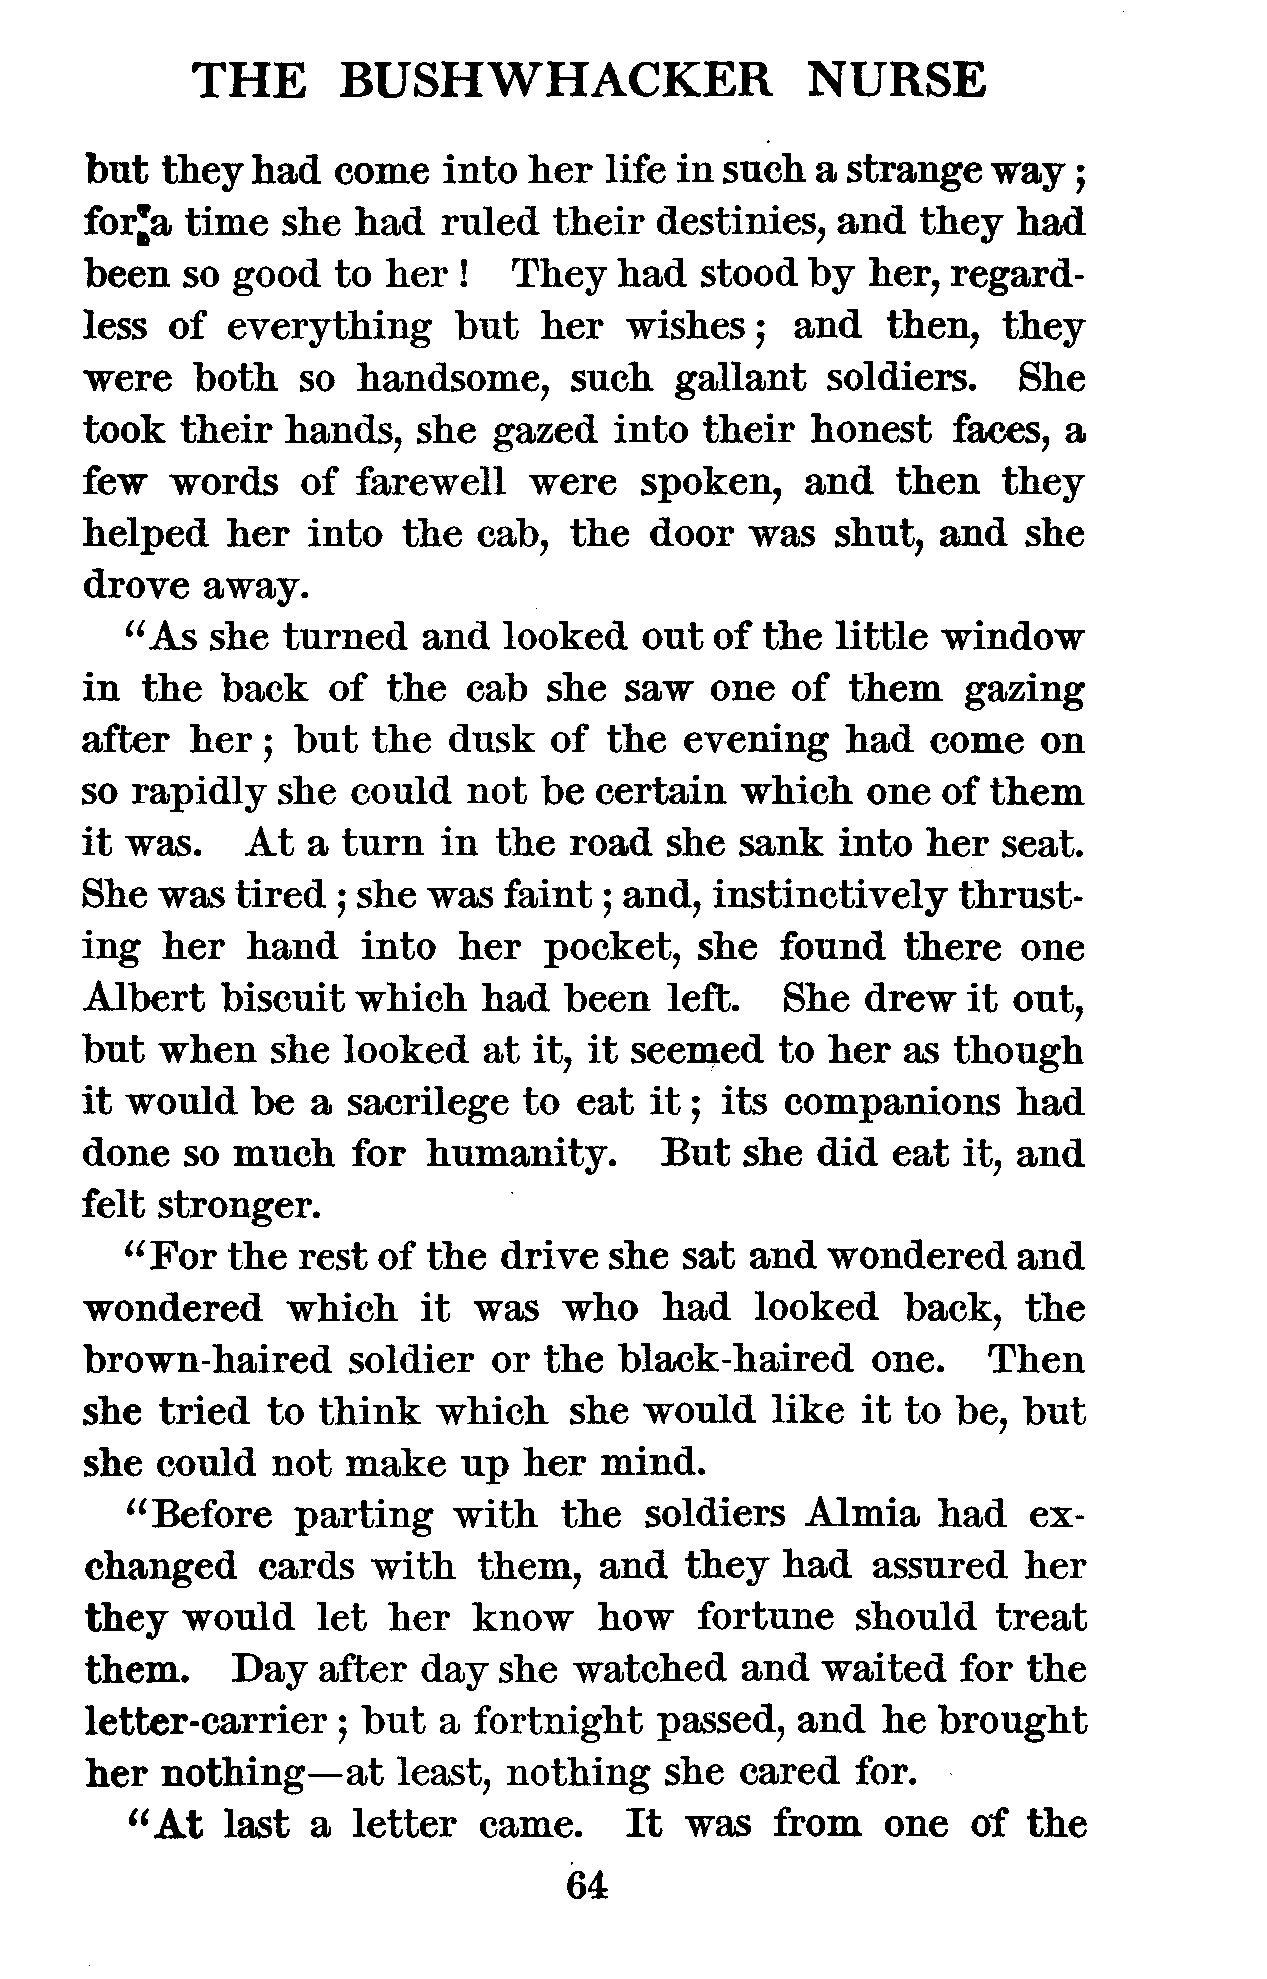 THE BUSHWHACKER NURSE
but they had come into her life in such a strange way ;
for a time she had ruled their destinies, and they had
been so good to her ! They had stood by her, regard-
less of everything but her wishes ; and then, they
were both so handsome, such gallant soldiers. She
took their hands, she gazed into their honest faces, a
few words of farewell were spoken, and then they
helped her into the cab, the door was shut, and she
drove away.
“As she turned and looked out of the little window
in the back of the cab she saw one of them gazing
after her ; but the dusk of the evening had come on
so rapidly she could not be certain which one of them
it was. At a turn in the road she sank into her seat.
She was tired ; she was faint ; and, instinctively thrust-
ing her hand into her pocket, she found there one
Albert biscuit which had been left. She drew it out,
but when she looked at it, it seemed to her as though
it would be a sacrilege to eat it ; its companions had
done so much for humanity. But she did eat it, and
felt stronger.
“For the rest of the drive she sat and wondered and
wondered which it was who had looked back, the
brown-haired soldier or the black-haired one. Then
she tried to think which she would like it to be, but
she could not make up her mind.
“Before parting with the soldiers Almia had ex-
changed cards with them, and they had assured her
they would let her know how fortune should treat
them. Day after day she watched and waited for the
letter-carrier ; but a fortnight passed, and he brought
her nothing—at least, nothing she cared for.
“At last a letter came. It was from one of the
64